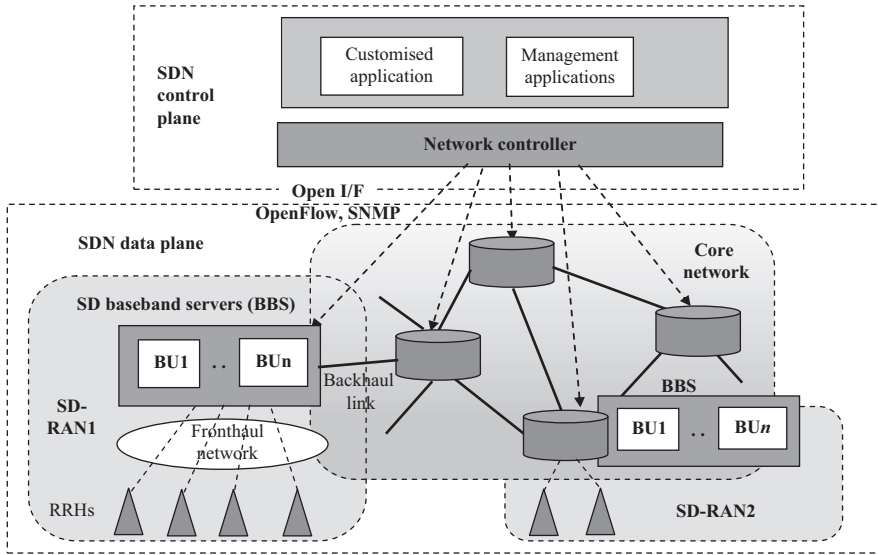 Customised
application
Management
applications
SDN
control
plane
Network controller
Open I/F
OpenFlow, SNMP
SDN data plane
Core
network
SD baseband servers (BBS)
BU1 .. BUn
Backhaul
link
BBS
BU1 .. BUn
SD-
RAN1
Fronthaul
network
RRHs
SD-RAN2